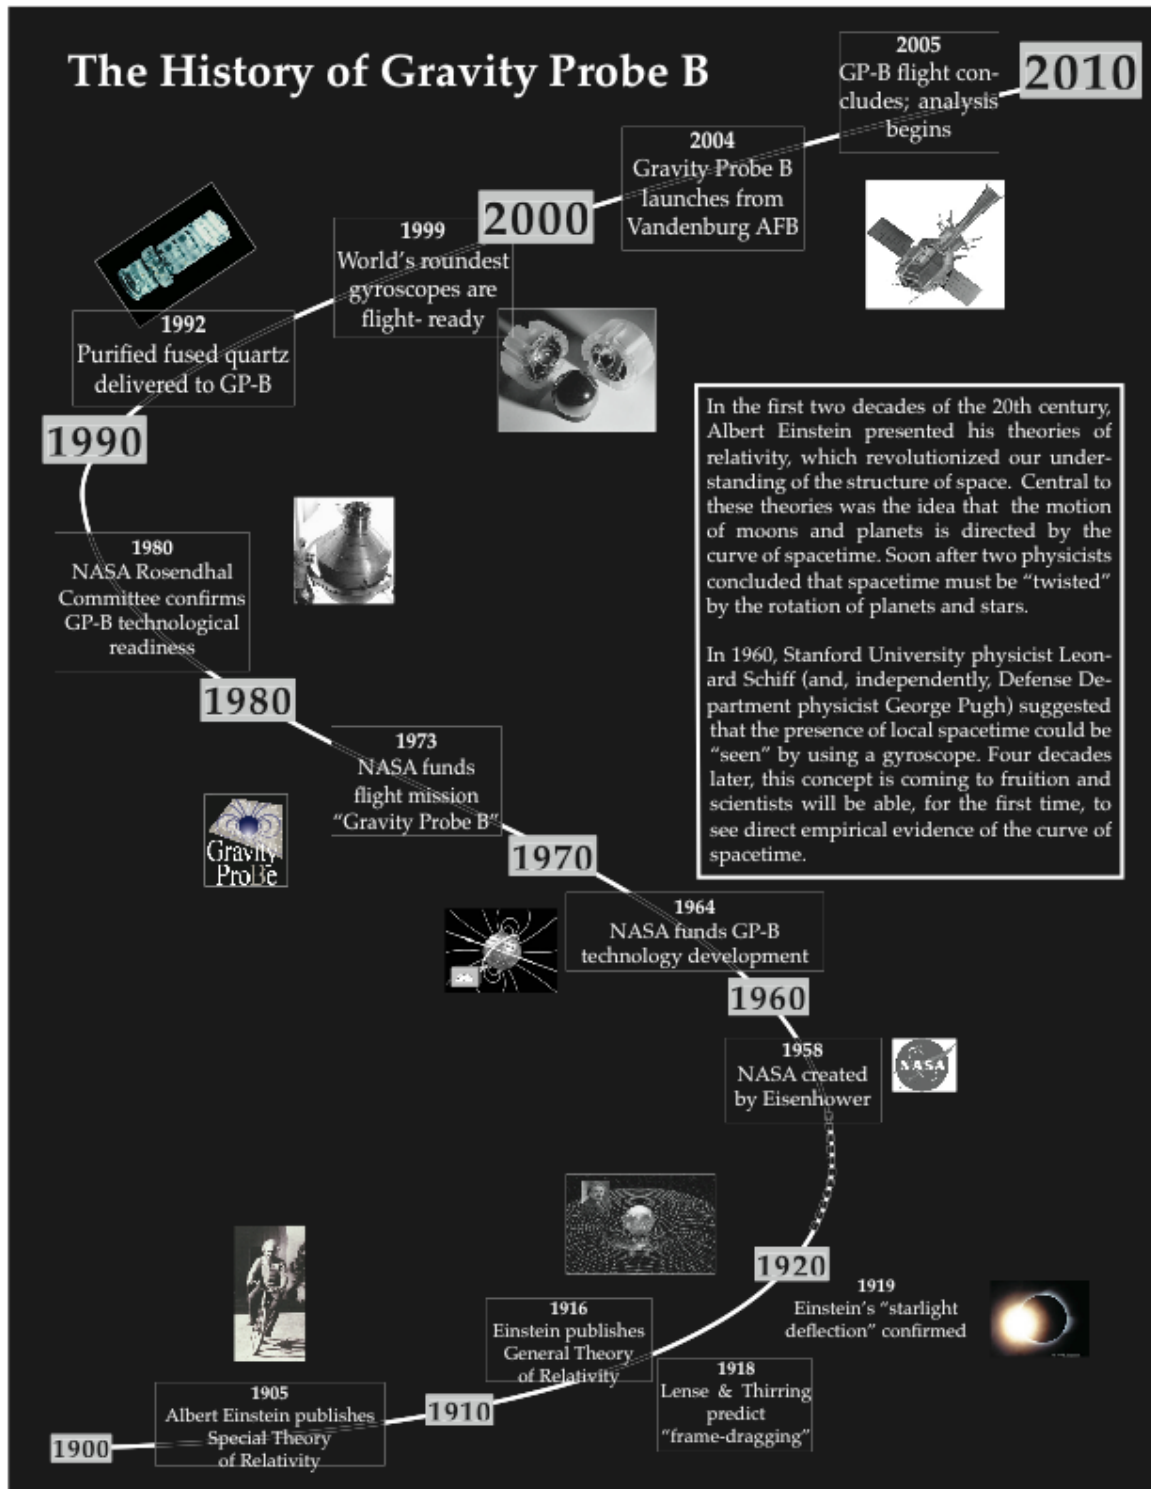 The History of Gravity Probe B
2005
GP-B flight con-
cludes; analysis
begins
2010
2004
Gravity Probe B
launches from
Vandenburg AFB
2000
1999
World's roundest
gyroscopes are
flight- ready
1992
Purified fused quartz
delivered to GP-B
1990
In the first two decades of the 20th century,
Albert Einstein presented his theories of
relativity, which revolutionized our under-
standing of the structure of space. Central to
these theories was the idea that the motion
of moons and planets is directed by the
curve of spacetime. Soon after two physicists
concluded that spacetime must be "twisted"
by the rotation of planets and stars.
In 1960, Stanford University physicist Leon-
ard Schiff (and, independently, Defense De-
partment physicist George Pugh) suggested
that the presence of local spacetime could be
"seen" by using a gyroscope. Four decades
later, this concept is coming to fruition and
scientists will be able, for the first time, to
see direct empirical evidence of the curve of
spacetime.
1980
NASA Rosendhal
Committee confirms
GP-B technological
readiness
1980
1973
NASA funds
flight mission
"Gravity Probe B"
Gravity
ProBe
1970
1964
NASA funds GP-B
technology development
1960
1958
NASA created
by Eisenhower
NASA
1920
1919
Einstein's "starlight
deflection" confirmed
1916
Einstein publishes
General Theory
of Relativity
1918
Lense & Thirring
predict
"frame-dragging"
1910
1905
Albert Einstein publishes
Special Theory
of Relativity
1900